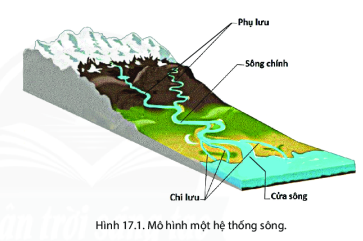 Phụ lưu
Sông chính
Chi lưu
Cửa sông
Hình 17.1. Mô hình một hệ thống sông.